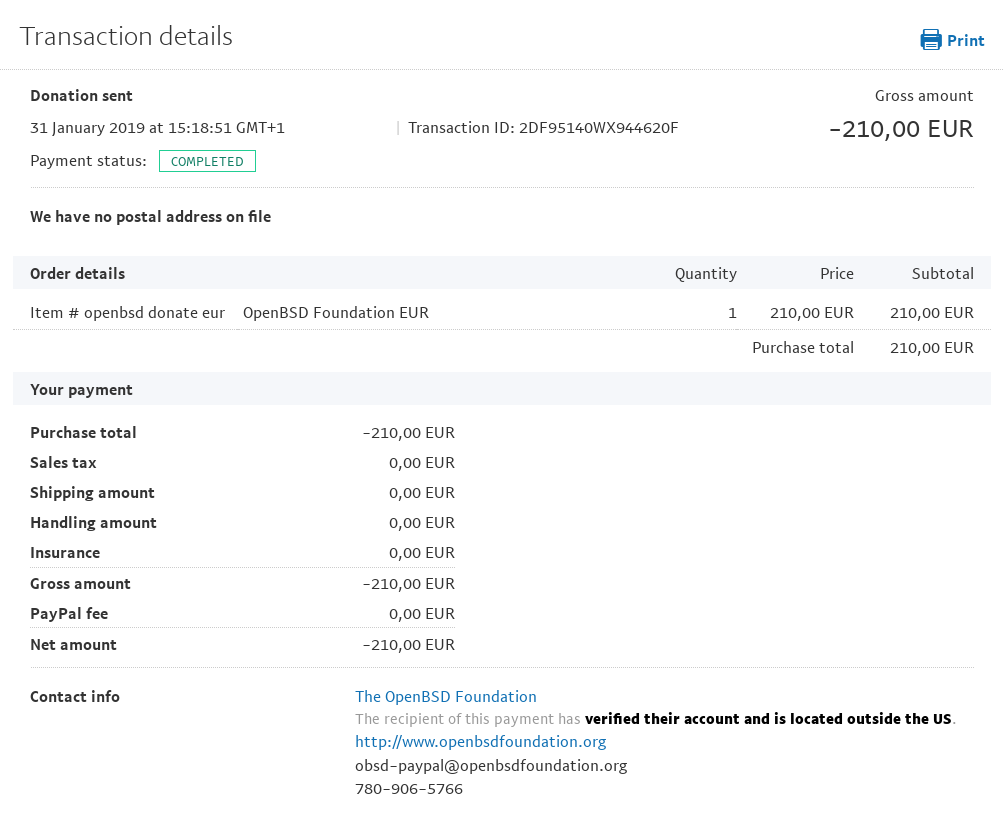 Transaction details
Print
Donation sent
Gross amount
31 January 2019 at 15:18:51 GMT+1 | Transaction ID: 2DF95140WX944620F
-210,00 EUR
Payment status: COMPLETED
We have no postal address on file
Order details Quantity Price Subtotal
Item # openbsd donate eur OpenBSD Foundation EUR 1 210,00 EUR 210,00 EUR
Purchase total 210,00 EUR
Your payment
Purchase total -210,00 EUR
Sales tax 0,00 EUR
Shipping amount 0,00 EUR
Handling amount 0,00 EUR
Insurance 0,00 EUR
Gross amount -210,00 EUR
PayPal fee 0,00 EUR
Net amount -210,00 EUR
Contact info The OpenBSD Foundation
The recipient of this payment has verified their account and is located outside the US.
http://www.openbsdfoundation.org
obsd-paypal@openbsdfoundation.org
780-906-5766